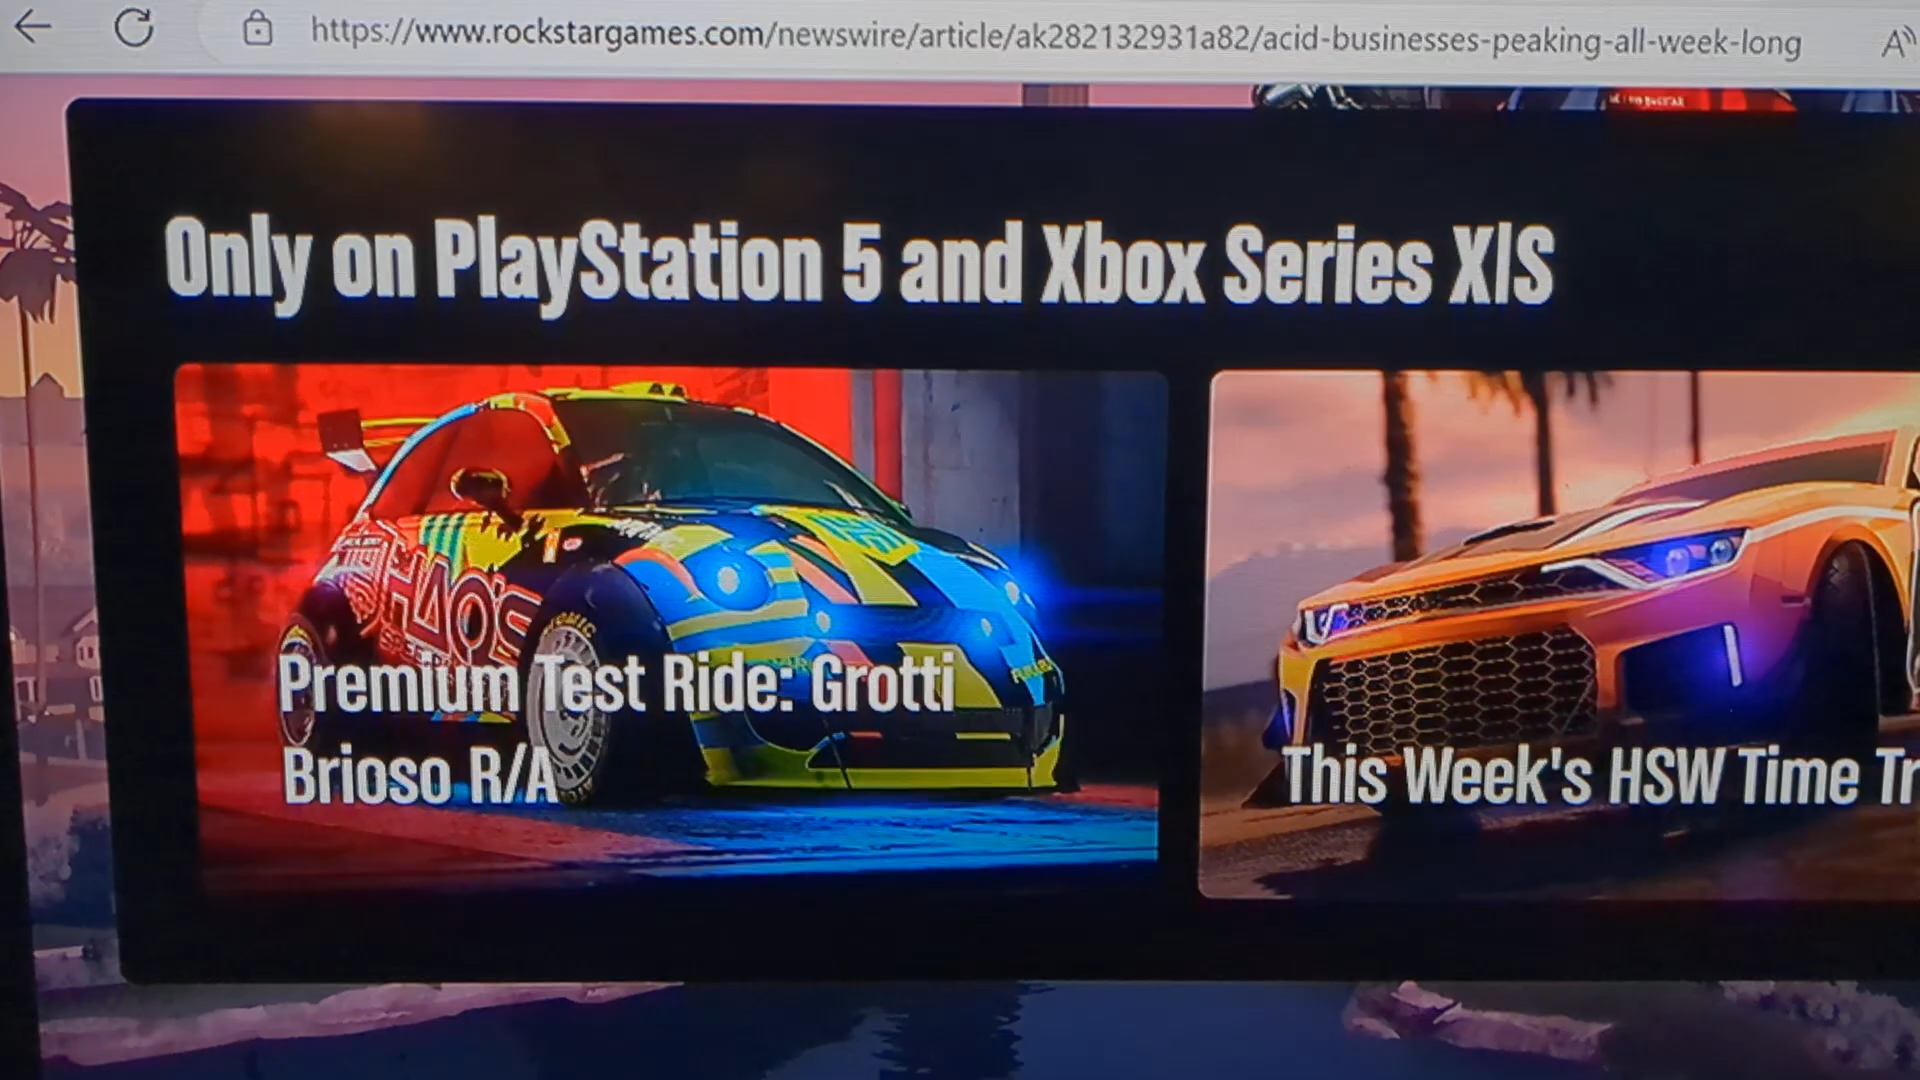 https://www.rockstargames.com/newswire/article/ak282132931a82/acid-businesses-peaking-all-week-long
Only on PlayStation 5 and Xbox Series X|S
HAO'S
Premium Test Ride: Grotti
Brioso R/A
This Week's HSW Time Tr